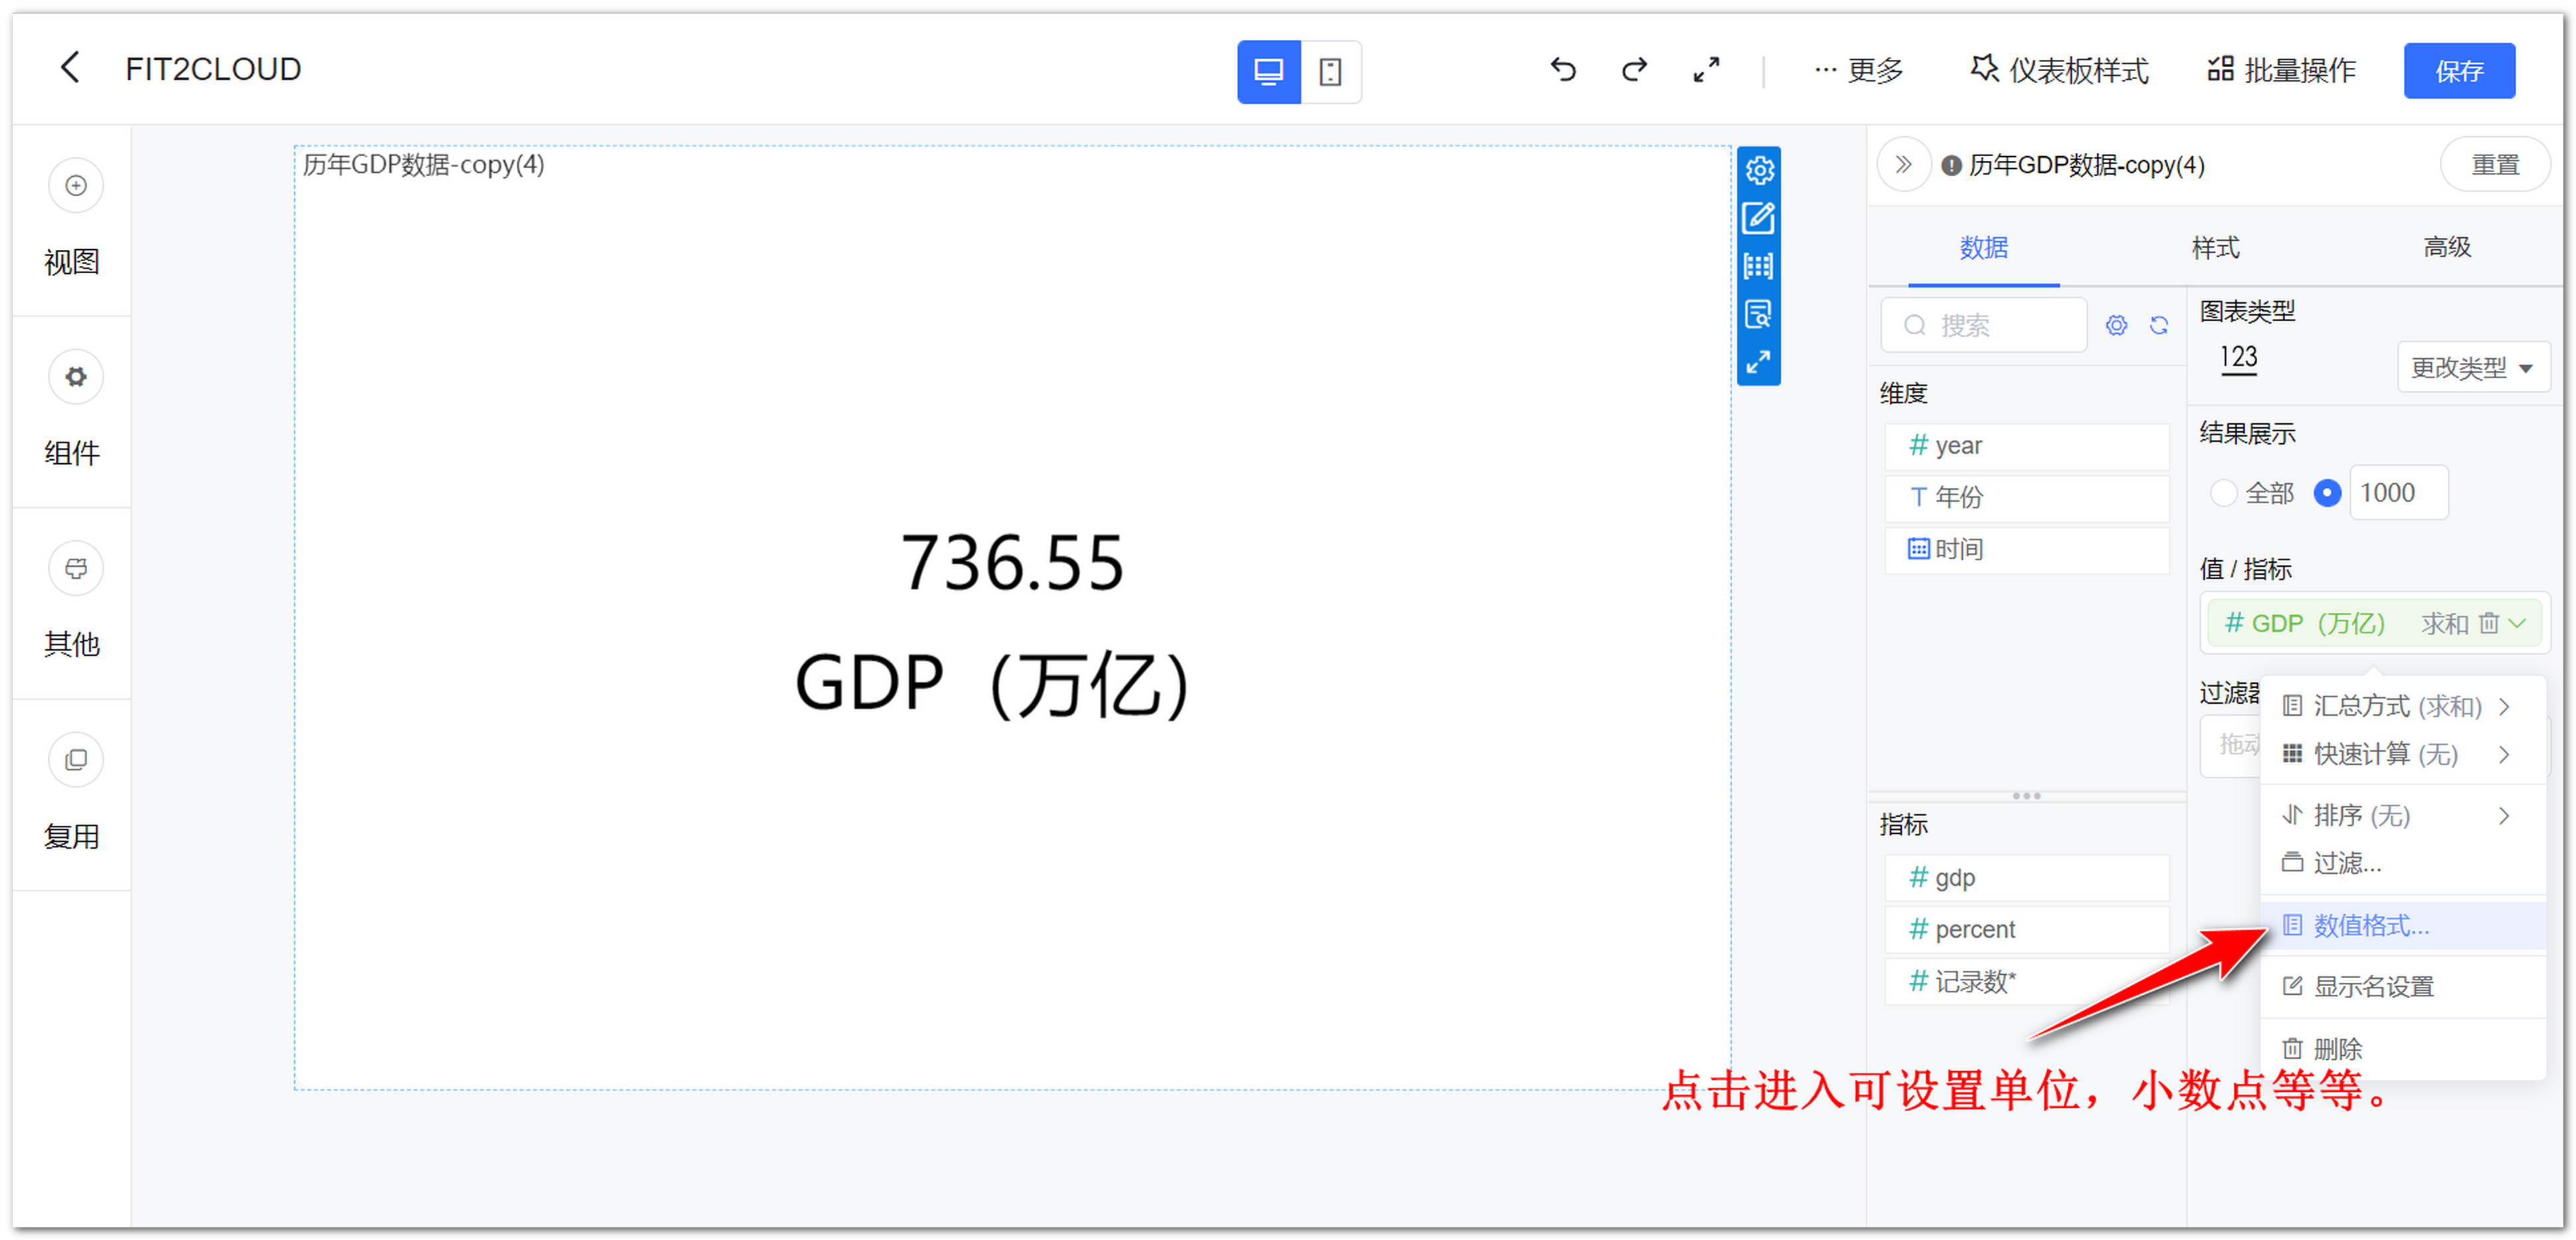 FIT2CLOUD
··· 更多
仪表板样式
批量操作
保存
视图
组件
其他
复用
历年GDP数据-copy(4)
736.55
GDP（万亿）
历年GDP数据-copy(4)
重置
数据
样式
高级
搜索
维度
# year
T 年份
时间
指标
# gdp
# percent
# 记录数*
图表类型
123
更改类型
结果展示
全部
1000
值 / 指标
# GDP（万亿） 求和
过滤器
拖动
汇总方式 (求和)
快速计算 (无)
排序 (无)
过滤...
数值格式...
显示名设置
删除
点击进入可设置单位，小数点等等。